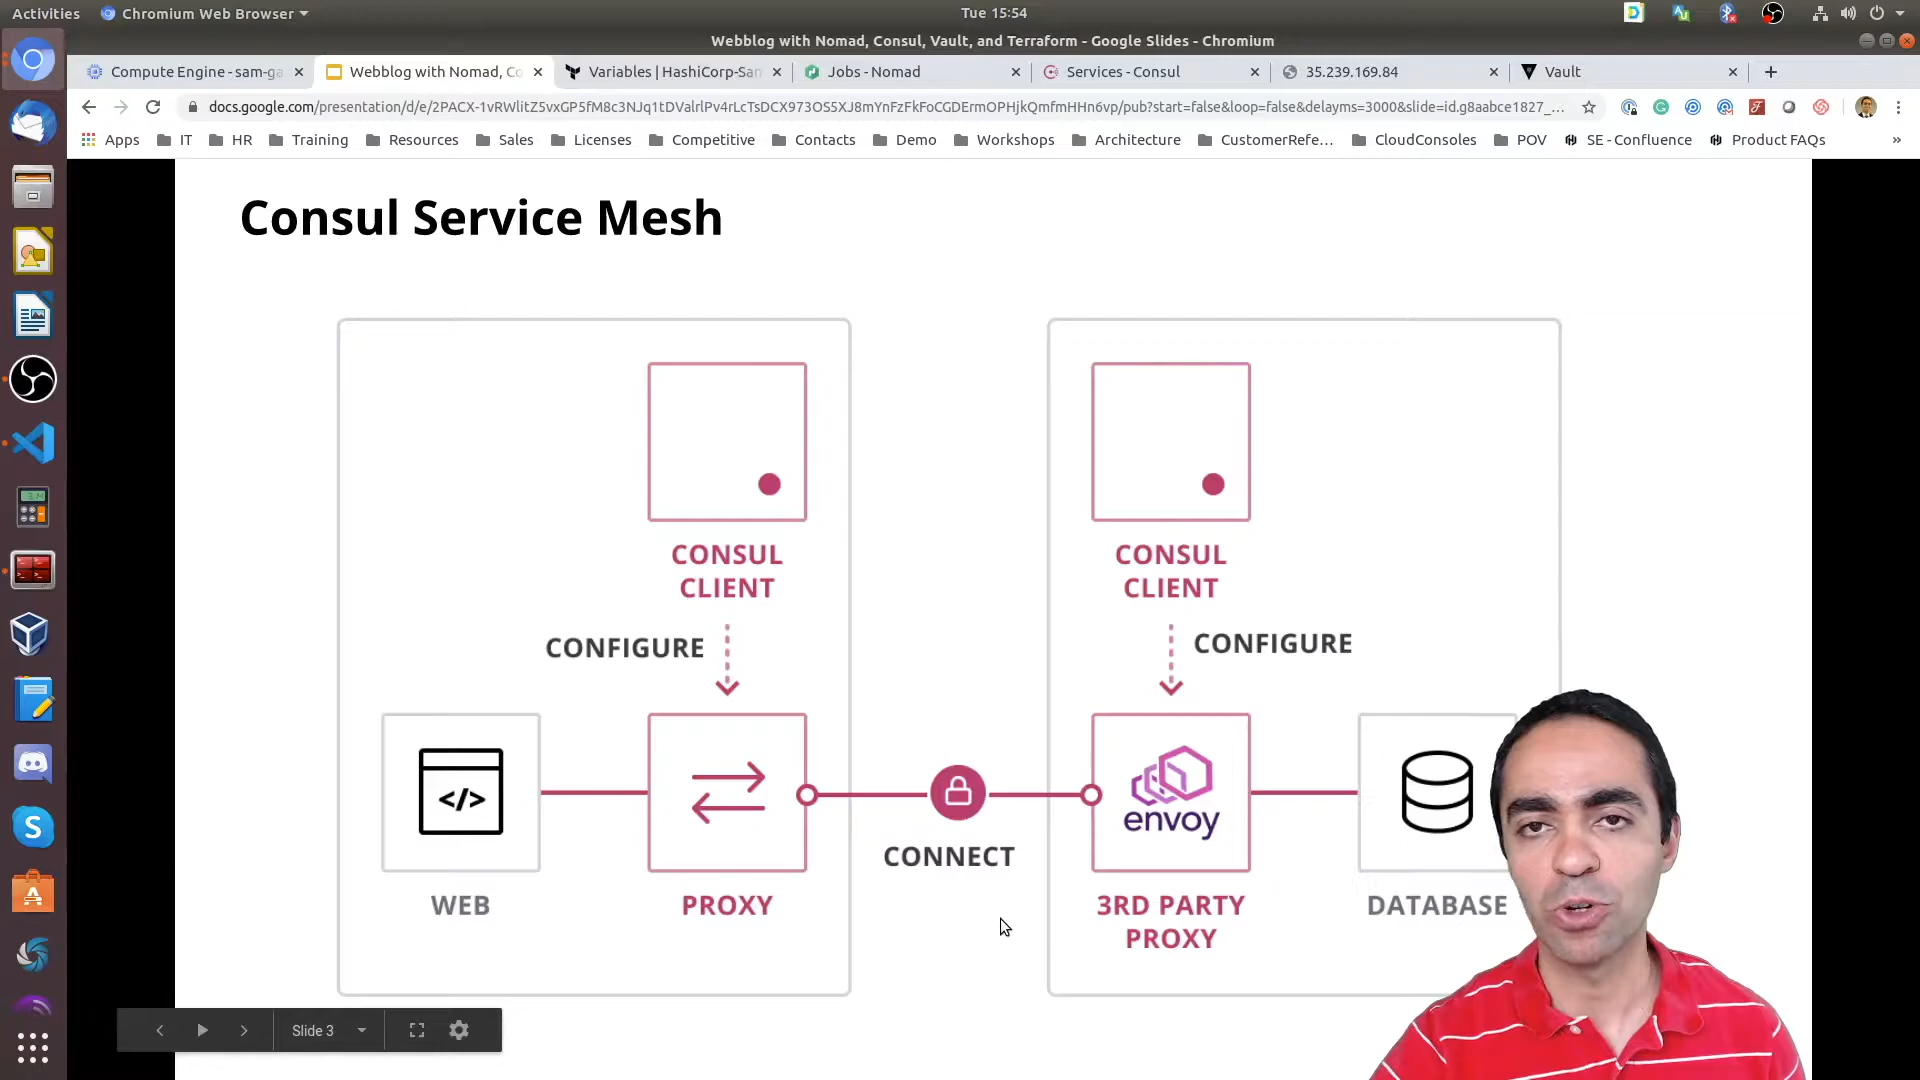 Activities
Chromium Web Browser
Tue 15:54
Webblog with Nomad, Consul, Vault, and Terraform - Google Slides - Chromium
Compute Engine - sam-ga
Webblog with Nomad, Co
Variables | HashiCorp-San
Jobs - Nomad
Services - Consul
35.239.169.84
Vault
docs.google.com/presentation/d/e/2PACX-1vRWlitZ5vxGP5fM8c3NJq1tDValrlPv4rLcTsDCX973OS5XJ8mYnFzFkFoCGDErmOPHjkQmfmHHn6vp/pub?start=false&loop=false&delayms=3000&slide=id.g8aabce1827_...
Apps
IT
HR
Training
Resources
Sales
Licenses
Competitive
Contacts
Demo
Workshops
Architecture
CustomerRefe...
CloudConsoles
POV
SE - Confluence
Product FAQs
Consul Service Mesh
CONSUL
CLIENT
CONFIGURE
CONSUL
CLIENT
CONFIGURE
WEB
PROXY
CONNECT
envoy
3RD PARTY
PROXY
DATABASE
Slide 3